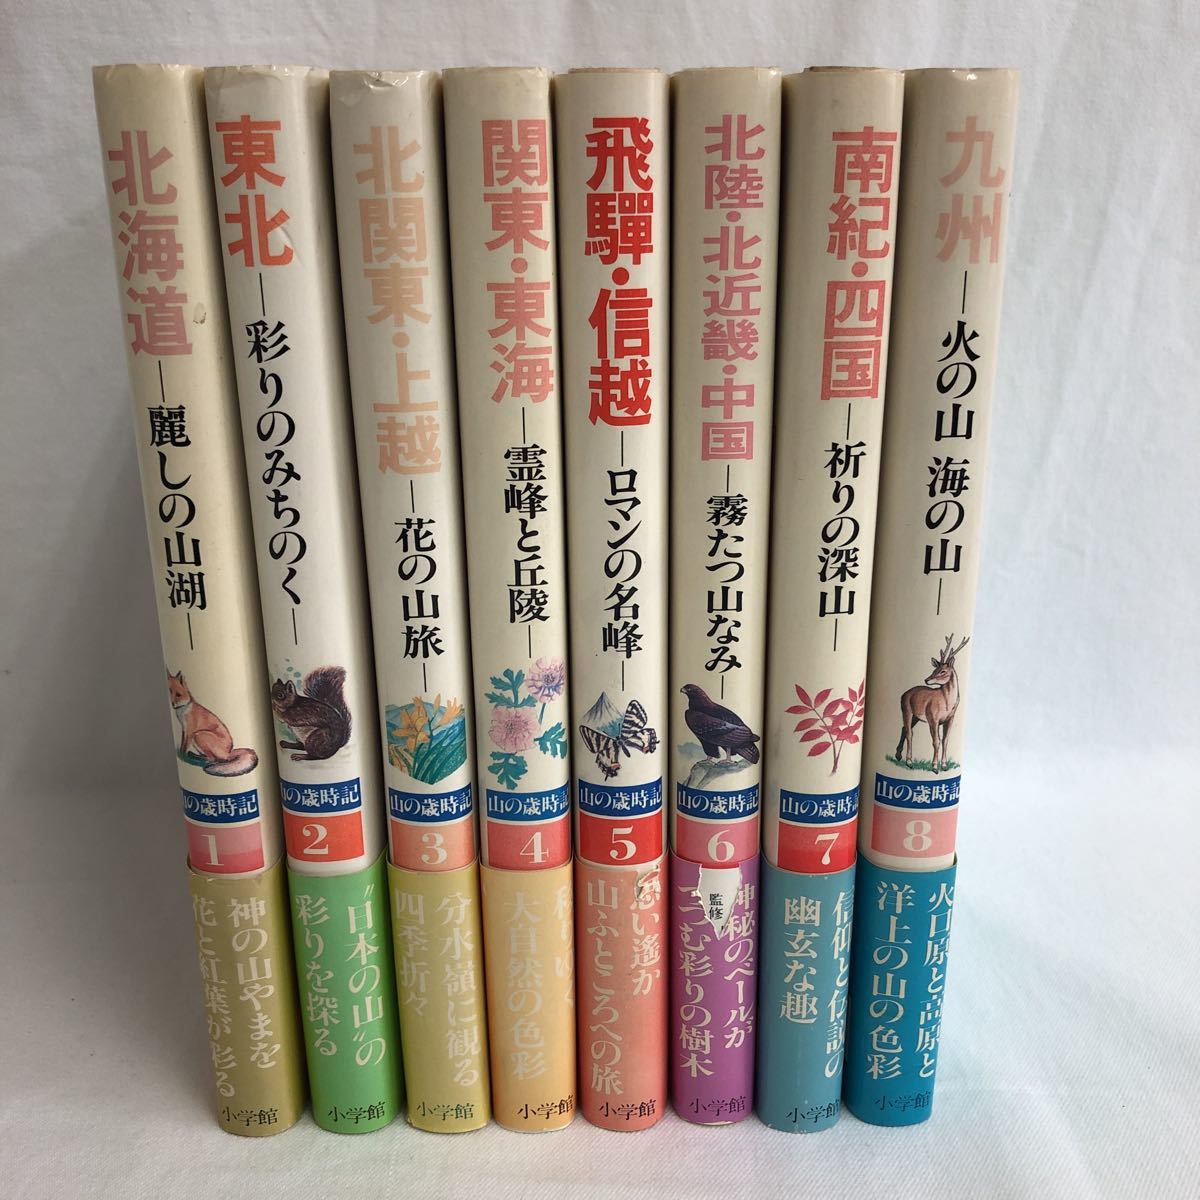 北海道
―麗しの山湖―
山の歳時記
1
神の山やまを
花と紅葉が彩る
小学館
東北
―彩りのみちのく―
山の歳時記
2
"日本の山"の
彩りを探る
小学館
北関東・上越
―花の山旅―
山の歳時記
3
分水嶺に観る
四季折々
小学館
関東・東海
―霊峰と丘陵―
山の歳時記
4
大自然の色彩
小学館
飛驒・信越
―ロマンの名峰―
山の歳時記
5
思い遙か
山ふところへの旅
小学館
北陸・北近畿・中国
―霧たつ山なみ―
山の歳時記
6
監修
神秘のベールが
つつむ彩りの樹木
小学館
南紀・四国
―祈りの深山―
山の歳時記
7
信仰と伝説の
幽玄な趣
小学館
九州
―火の山 海の山―
山の歳時記
8
火口原と高原と
洋上の山の色彩
小学館